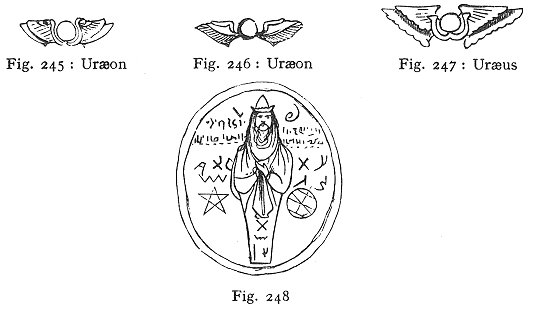 Fig. 245 : Uræon
Fig. 246 : Uræon
Fig. 247 : Uræus
Fig. 248